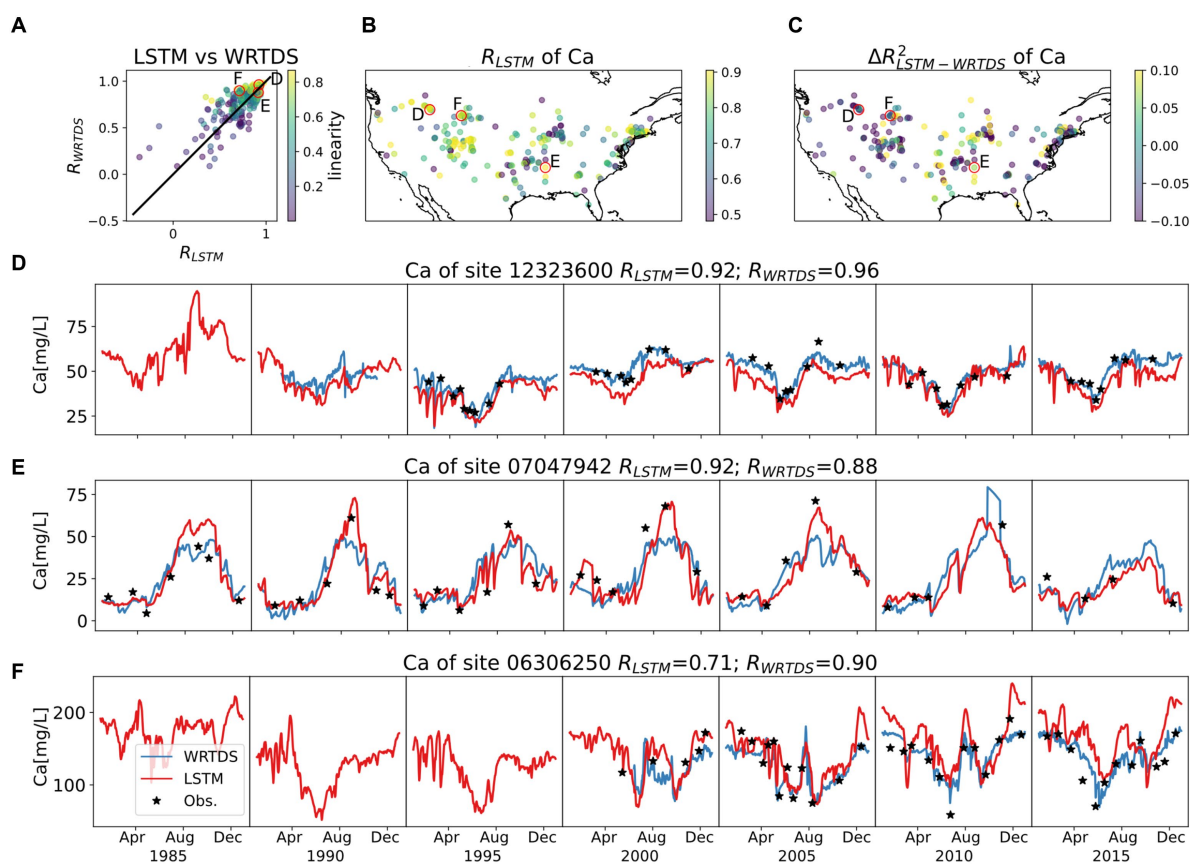 A
B
C
LSTM vs WRTDS
R_LSTM of Ca
ΔR²_LSTM−WRTDS of Ca
1.0
0.5
0.0
−0.5
R_WRTDS
F
D
E
0
1
R_LSTM
0.8
0.6
0.4
0.2
linearity
D
F
E
0.9
0.8
0.7
0.6
0.5
D
F
E
0.10
0.05
0.00
−0.05
−0.10
D
Ca of site 12323600 R_LSTM=0.92; R_WRTDS=0.96
Ca[mg/L]
75
50
25
E
Ca of site 07047942 R_LSTM=0.92; R_WRTDS=0.88
Ca[mg/L]
75
50
25
0
F
Ca of site 06306250 R_LSTM=0.71; R_WRTDS=0.90
Ca[mg/L]
200
100
WRTDS
LSTM
Obs.
Apr Aug Dec Apr Aug Dec Apr Aug Dec Apr Aug Dec Apr Aug Dec Apr Aug Dec Apr Aug Dec
1985 1990 1995 2000 2005 2010 2015